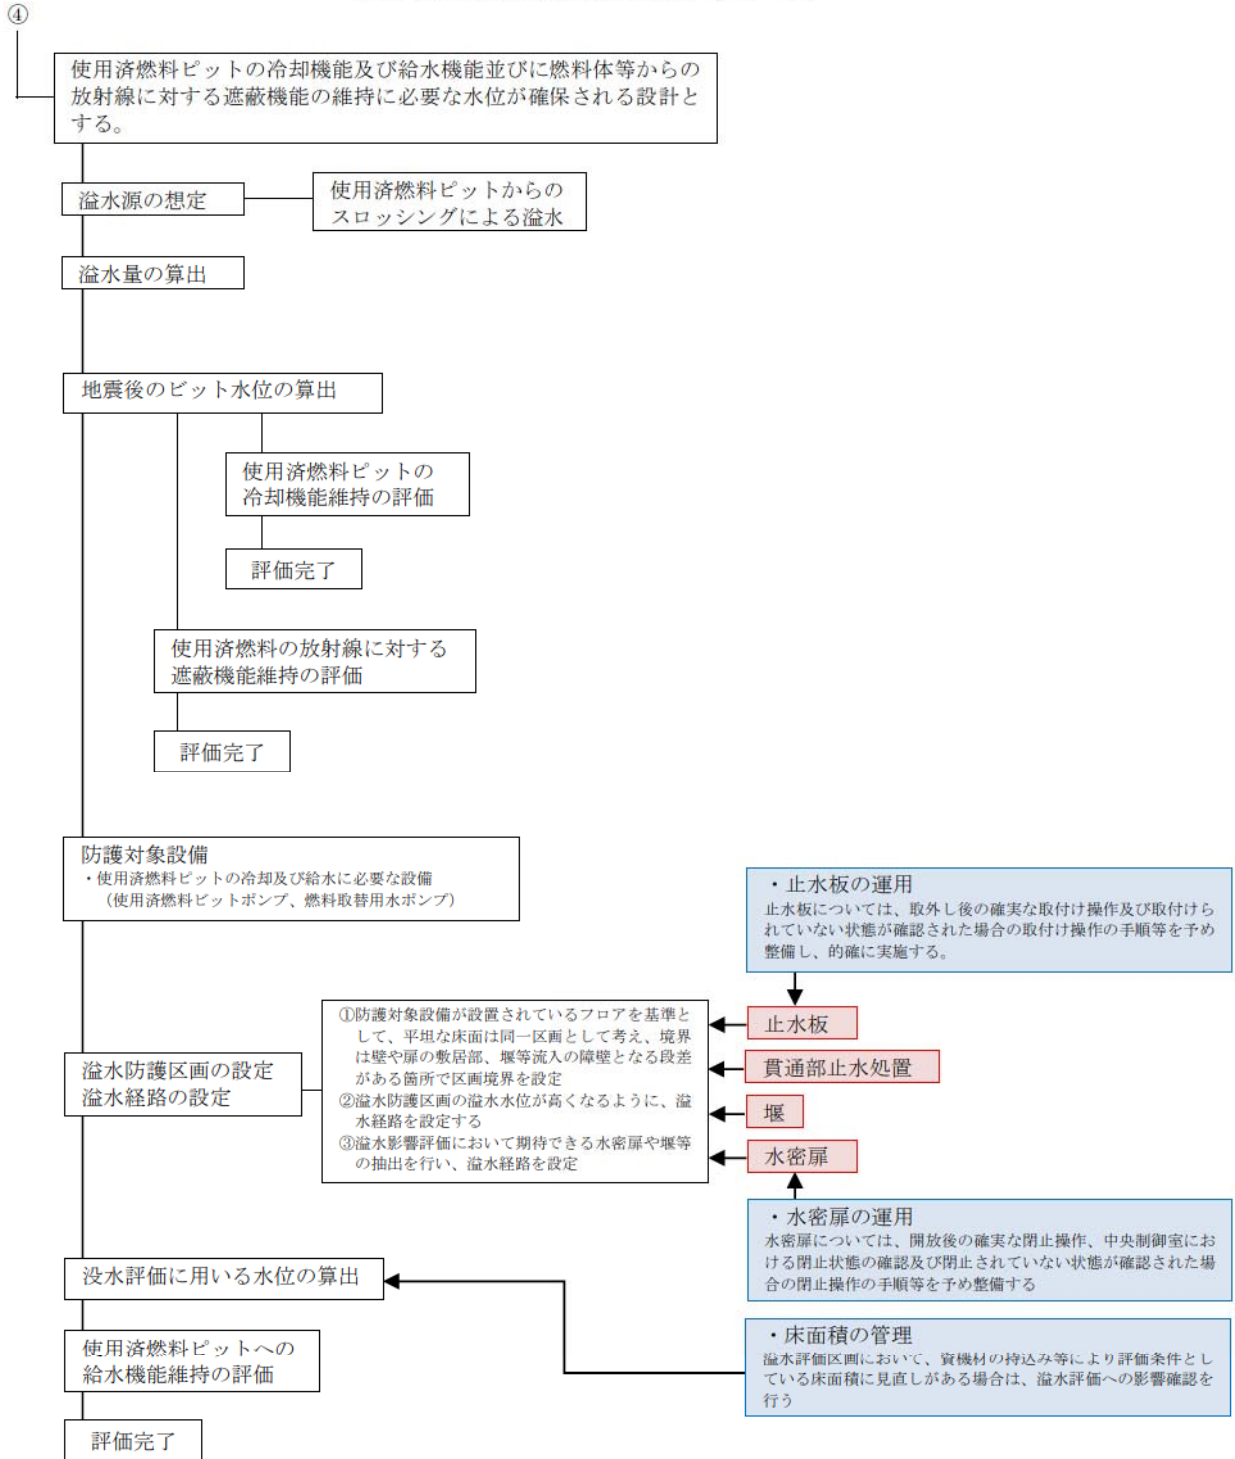 ④
使用済燃料ピットの冷却機能及び給水機能並びに燃料体等からの
放射線に対する遮蔽機能の維持に必要な水位が確保される設計と
する。
溢水源の想定
使用済燃料ピットからの
スロッシングによる溢水
溢水量の算出
地震後のピット水位の算出
使用済燃料ピットの
冷却機能維持の評価
評価完了
使用済燃料の放射線に対する
遮蔽機能維持の評価
評価完了
防護対象設備
・使用済燃料ピットの冷却及び給水に必要な設備
（使用済燃料ピットポンプ、燃料取替用水ポンプ）
・止水板の運用
止水板については、取外し後の確実な取付け操作及び取付けら
れていない状態が確認された場合の取付け操作の手順等を予め
整備し、的確に実施する。
溢水防護区画の設定
溢水経路の設定
①防護対象設備が設置されているフロアを基準と
して、平坦な床面は同一区画として考え、境界
は壁や扉の敷居部、堰等流入の障壁となる段差
がある箇所で区画境界を設定
②溢水防護区画の溢水水位が高くなるように、溢
水経路を設定する
③溢水影響評価において期待できる水密扉や堰等
の抽出を行い、溢水経路を設定
止水板
貫通部止水処置
堰
水密扉
・水密扉の運用
水密扉については、開放後の確実な閉止操作、中央制御室にお
ける閉止状態の確認及び閉止されていない状態が確認された場
合の閉止操作の手順等を予め整備する
没水評価に用いる水位の算出
・床面積の管理
溢水評価区画において、資機材の持込み等により評価条件とし
ている床面積に見直しがある場合は、溢水評価への影響確認を
行う
使用済燃料ピットへの
給水機能維持の評価
評価完了